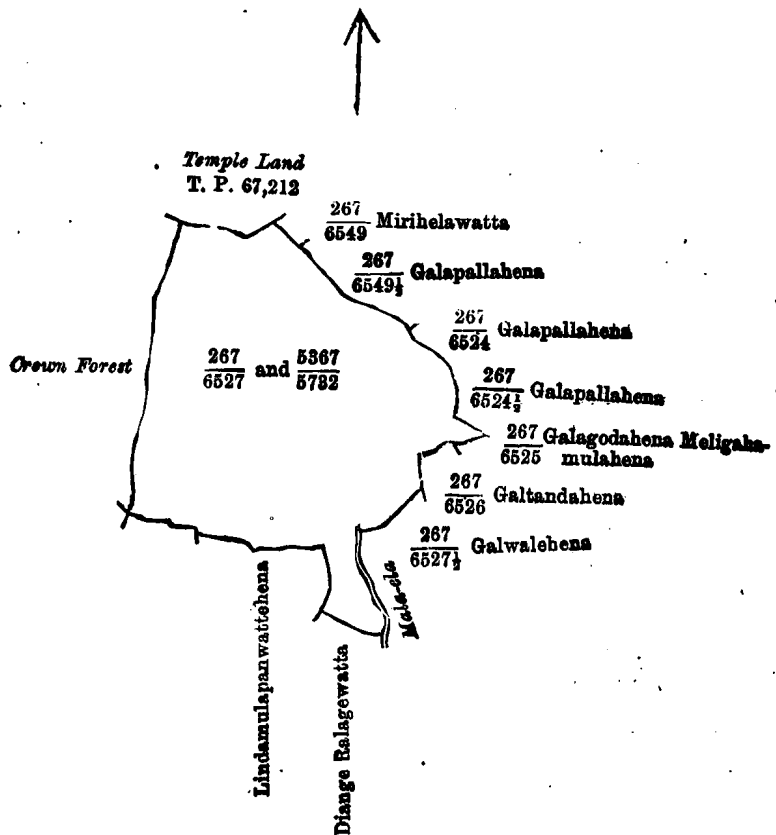 Temple Land
T. P. 67,212
267/6549 Mirihelawatta
267/6549½ Galapallahena
267/6524 Galapallahena
Crown Forest
267/6527 and 5367/5782
267/6524½ Galapallahena
267/6525 Galagodahena Meligaha-
mulahena
267/6526 Galtandahena
267/6527½ Galwalehena
Mala-ela
Lindamulapanwattehena
Diange Ralagewatta